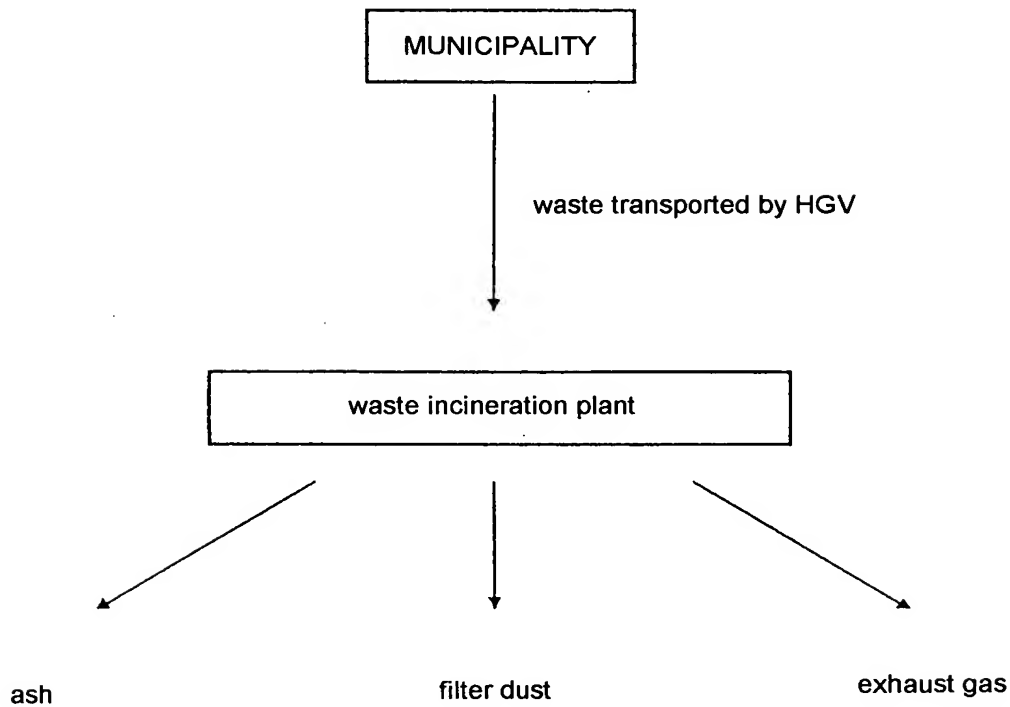 MUNICIPALITY
waste transported by HGV
waste incineration plant
ash
filter dust
exhaust gas